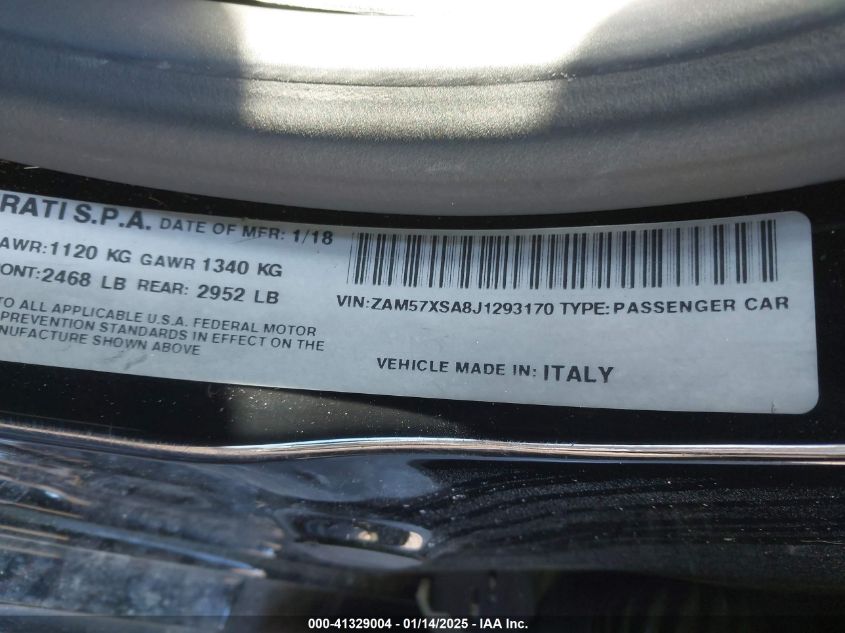 RATI S.P.A. DATE OF MFR: 1/18
AWR:1120 KG GAWR 1340 KG
ONT:2468 LB REAR: 2952 LB
TO ALL APPLICABLE U.S.A. FEDERAL MOTOR
PREVENTION STANDARDS IN EFFECT ON THE
NUFACTURE SHOWN ABOVE
VIN:ZAM57XSA8J1293170 TYPE:PASSENGER CAR
VEHICLE MADE IN: ITALY
000-41329004 - 01/14/2025 - IAA Inc.